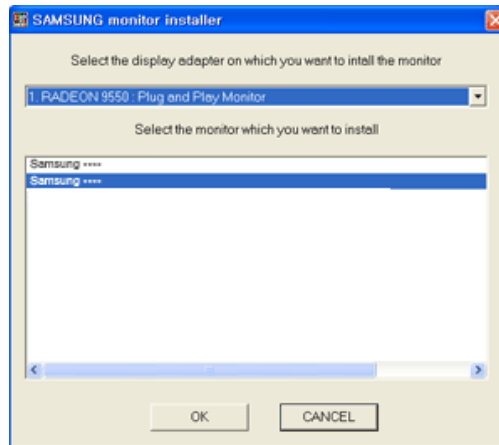 SAMSUNG monitor installer
Select the display adapter on which you want to intall the monitor
1. RADEON 9550 : Plug and Play Monitor
Select the monitor which you want to install
Samsung ****
Samsung ****
OK
CANCEL